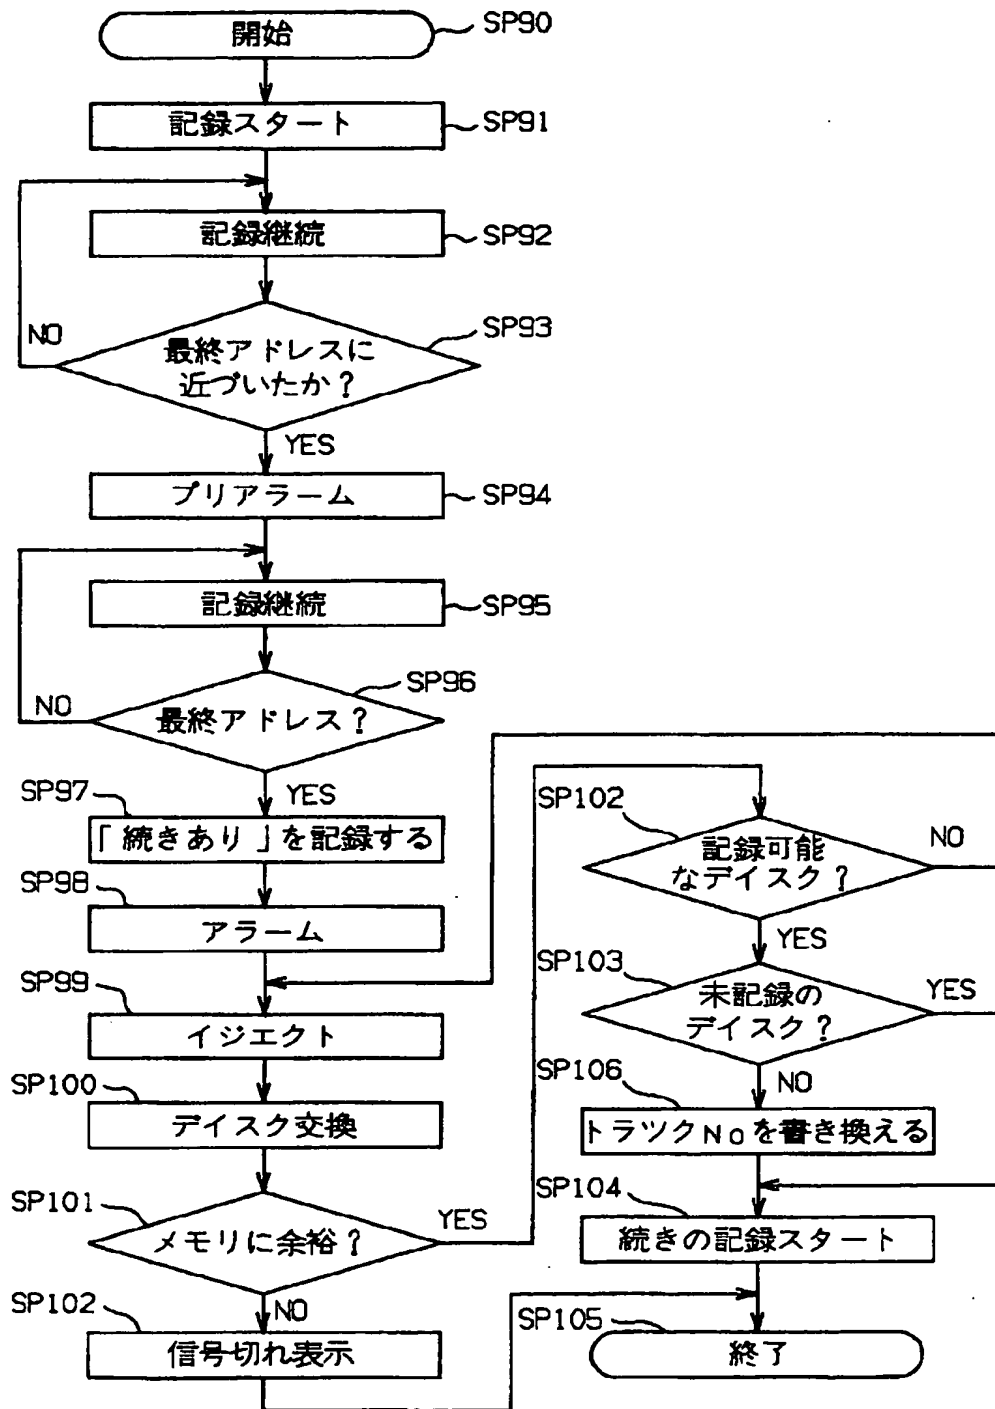 開始
SP90
記録スタート
SP91
記録継続
SP92
SP93
NO
最終アドレスに
近づいたか?
YES
プリアラーム
SP94
記録継続
SP95
SP96
NO
最終アドレス?
YES
SP97
「続きあり」を記録する
SP98
アラーム
SP99
イジエクト
SP100
デイスク交換
SP101
メモリに余裕?
YES
NO
SP102
信号切れ表示
SP102
記録可能
なデイスク?
NO
YES
SP103
未記録の
デイスク?
YES
NO
SP106
トラツクNoを書き換える
SP104
続きの記録スタート
SP105
終了